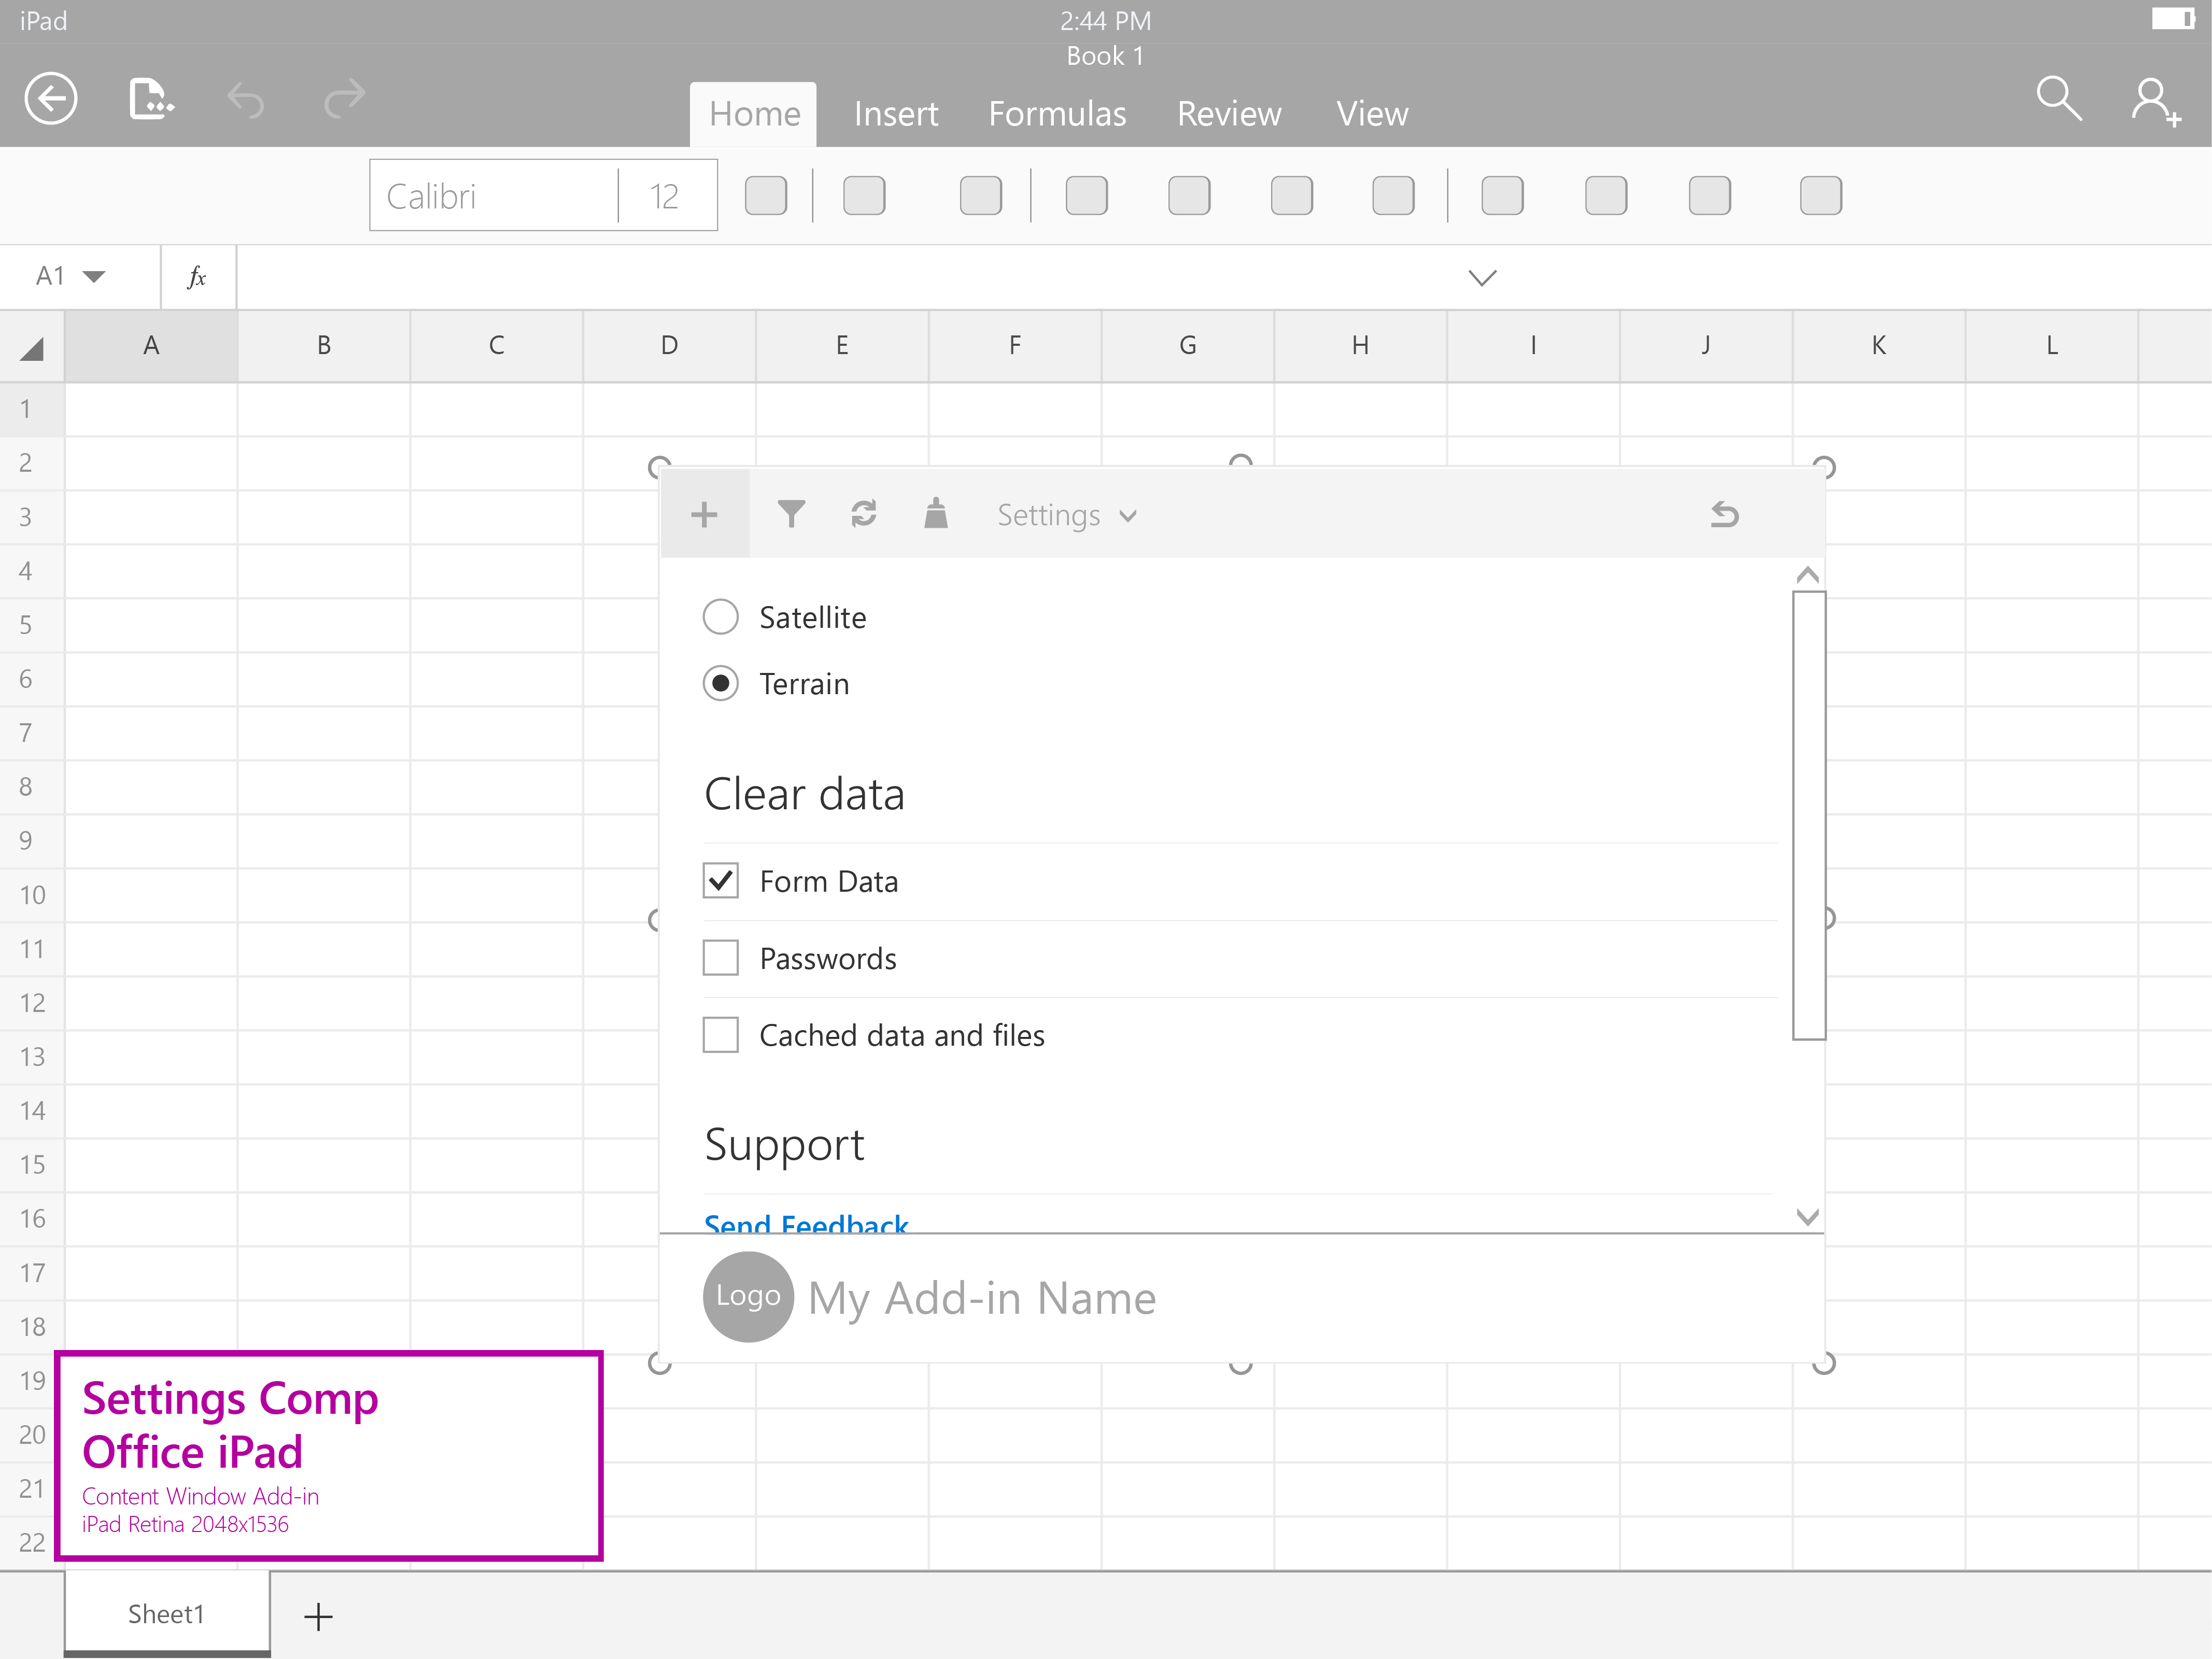 iPad 2:44 PM
Book 1
Home Insert Formulas Review View
Calibri 12
A1 fx
A B C D E F G H I J K L
1
2
3
Settings
4
5
Satellite
6
Terrain
7
8
Clear data
9
10
Form Data
11
Passwords
12
13
Cached data and files
14
15
Support
16
Send Feedback
17
Logo My Add-in Name
18
19
Settings Comp
20
Office iPad
21
Content Window Add-in
iPad Retina 2048x1536
22
Sheet1